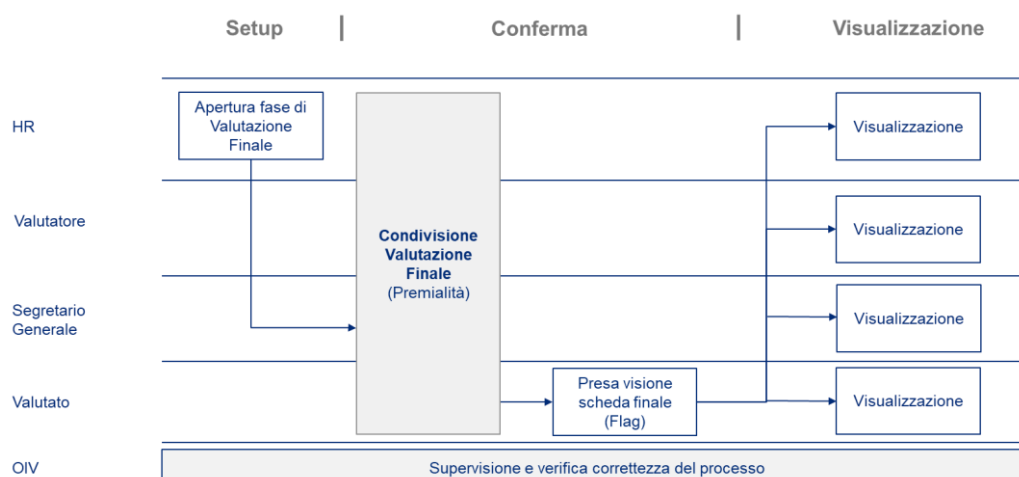 Setup | Conferma | Visualizzazione
HR
Apertura fase di
Valutazione
Finale
Visualizzazione
Valutatore
Visualizzazione
Condivisione
Valutazione
Finale
(Premialità)
Segretario
Generale
Visualizzazione
Valutato
Presa visione
scheda finale
(Flag)
Visualizzazione
OIV
Supervisione e verifica correttezza del processo